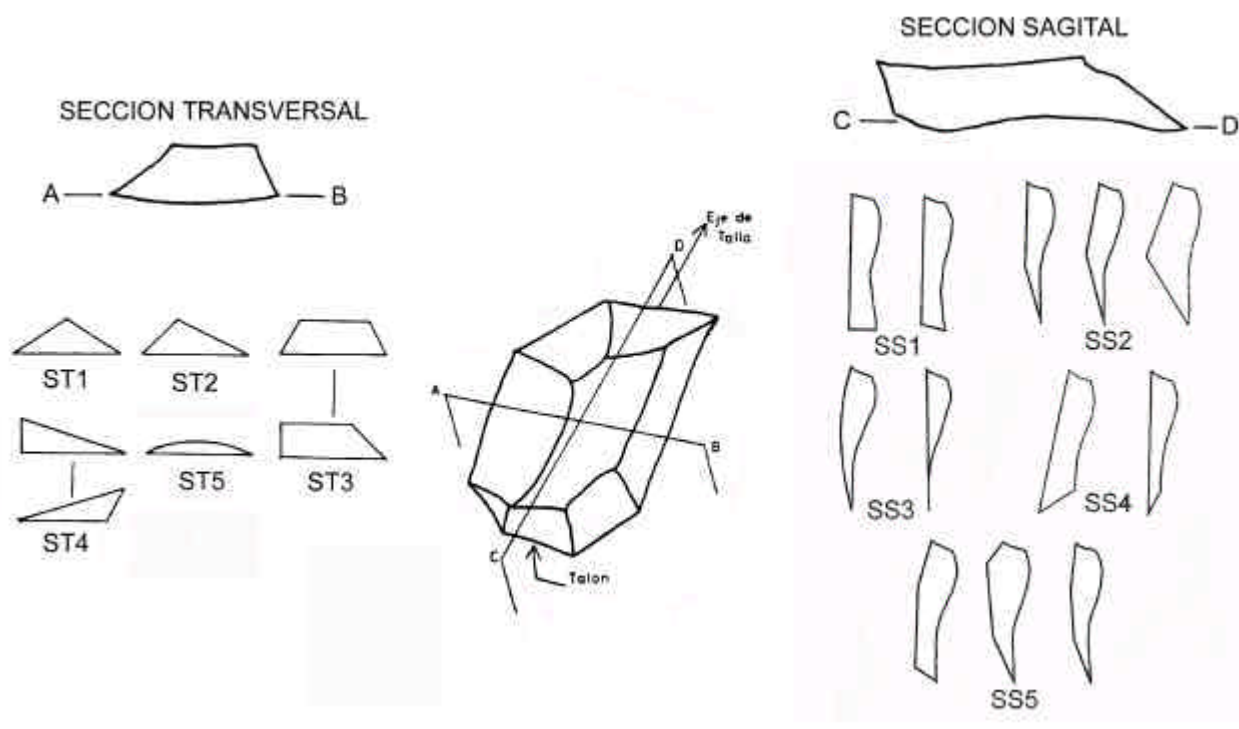 SECCION SAGITAL
C
D
SECCION TRANSVERSAL
A
B
Eje de
Talla
D
A
B
C
Talon
ST1
ST2
ST5
ST3
ST4
SS1
SS2
SS3
SS4
SS5